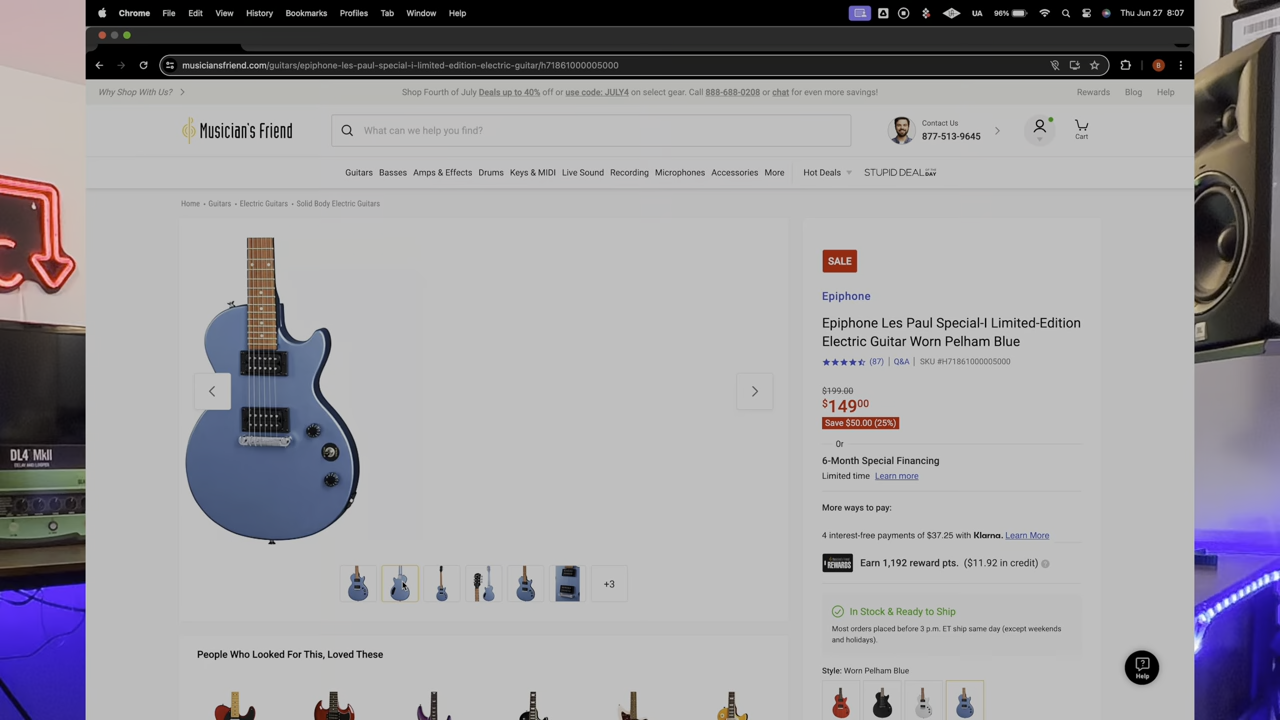 Chrome File Edit View History Bookmarks Profiles Tab Window Help
UA 96% Thu Jun 27 8:07
musiciansfriend.com/guitars/epiphone-les-paul-special-i-limited-edition-electric-guitar/h71861000005000
B
Why Shop With Us?
Shop Fourth of July Deals up to 40% off or use code: JULY4 on select gear. Call 888-688-0208 or chat for even more savings!
Rewards Blog Help
Musician's Friend
What can we help you find?
Contact Us
877-513-9645
Cart
Guitars Basses Amps & Effects Drums Keys & MIDI Live Sound Recording Microphones Accessories More Hot Deals STUPID DEAL OF THE DAY
Home • Guitars • Electric Guitars • Solid Body Electric Guitars
SALE
Epiphone
Epiphone Les Paul Special-I Limited-Edition
Electric Guitar Worn Pelham Blue
(87) | Q&A | SKU #H71861000005000
$199.00
$14900
Save $50.00 (25%)
Or
6-Month Special Financing
Limited time Learn more
More ways to pay:
4 interest-free payments of $37.25 with Klarna. Learn More
REWARDS
Earn 1,192 reward pts. ($11.92 in credit) ?
In Stock & Ready to Ship
Most orders placed before 3 p.m. ET ship same day (except weekends
and holidays).
Style: Worn Pelham Blue
+3
People Who Looked For This, Loved These
Help
DL4 MkII
DELAY MODELER